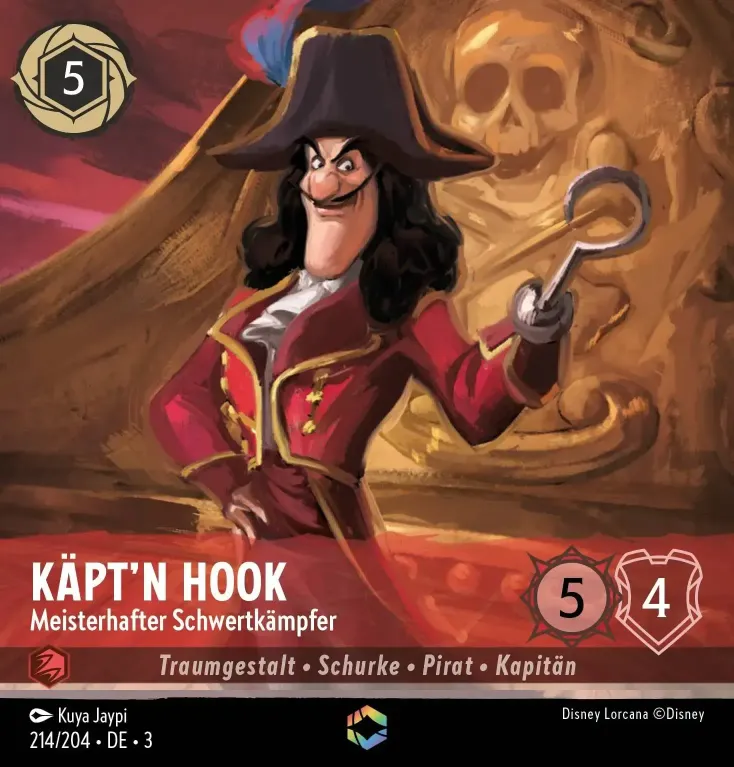 5
KÄPT'N HOOK
Meisterhafter Schwertkämpfer
5 4
Traumgestalt • Schurke • Pirat • Kapitän
Kuya Jaypi
214/204 • DE • 3
Disney Lorcana ©Disney